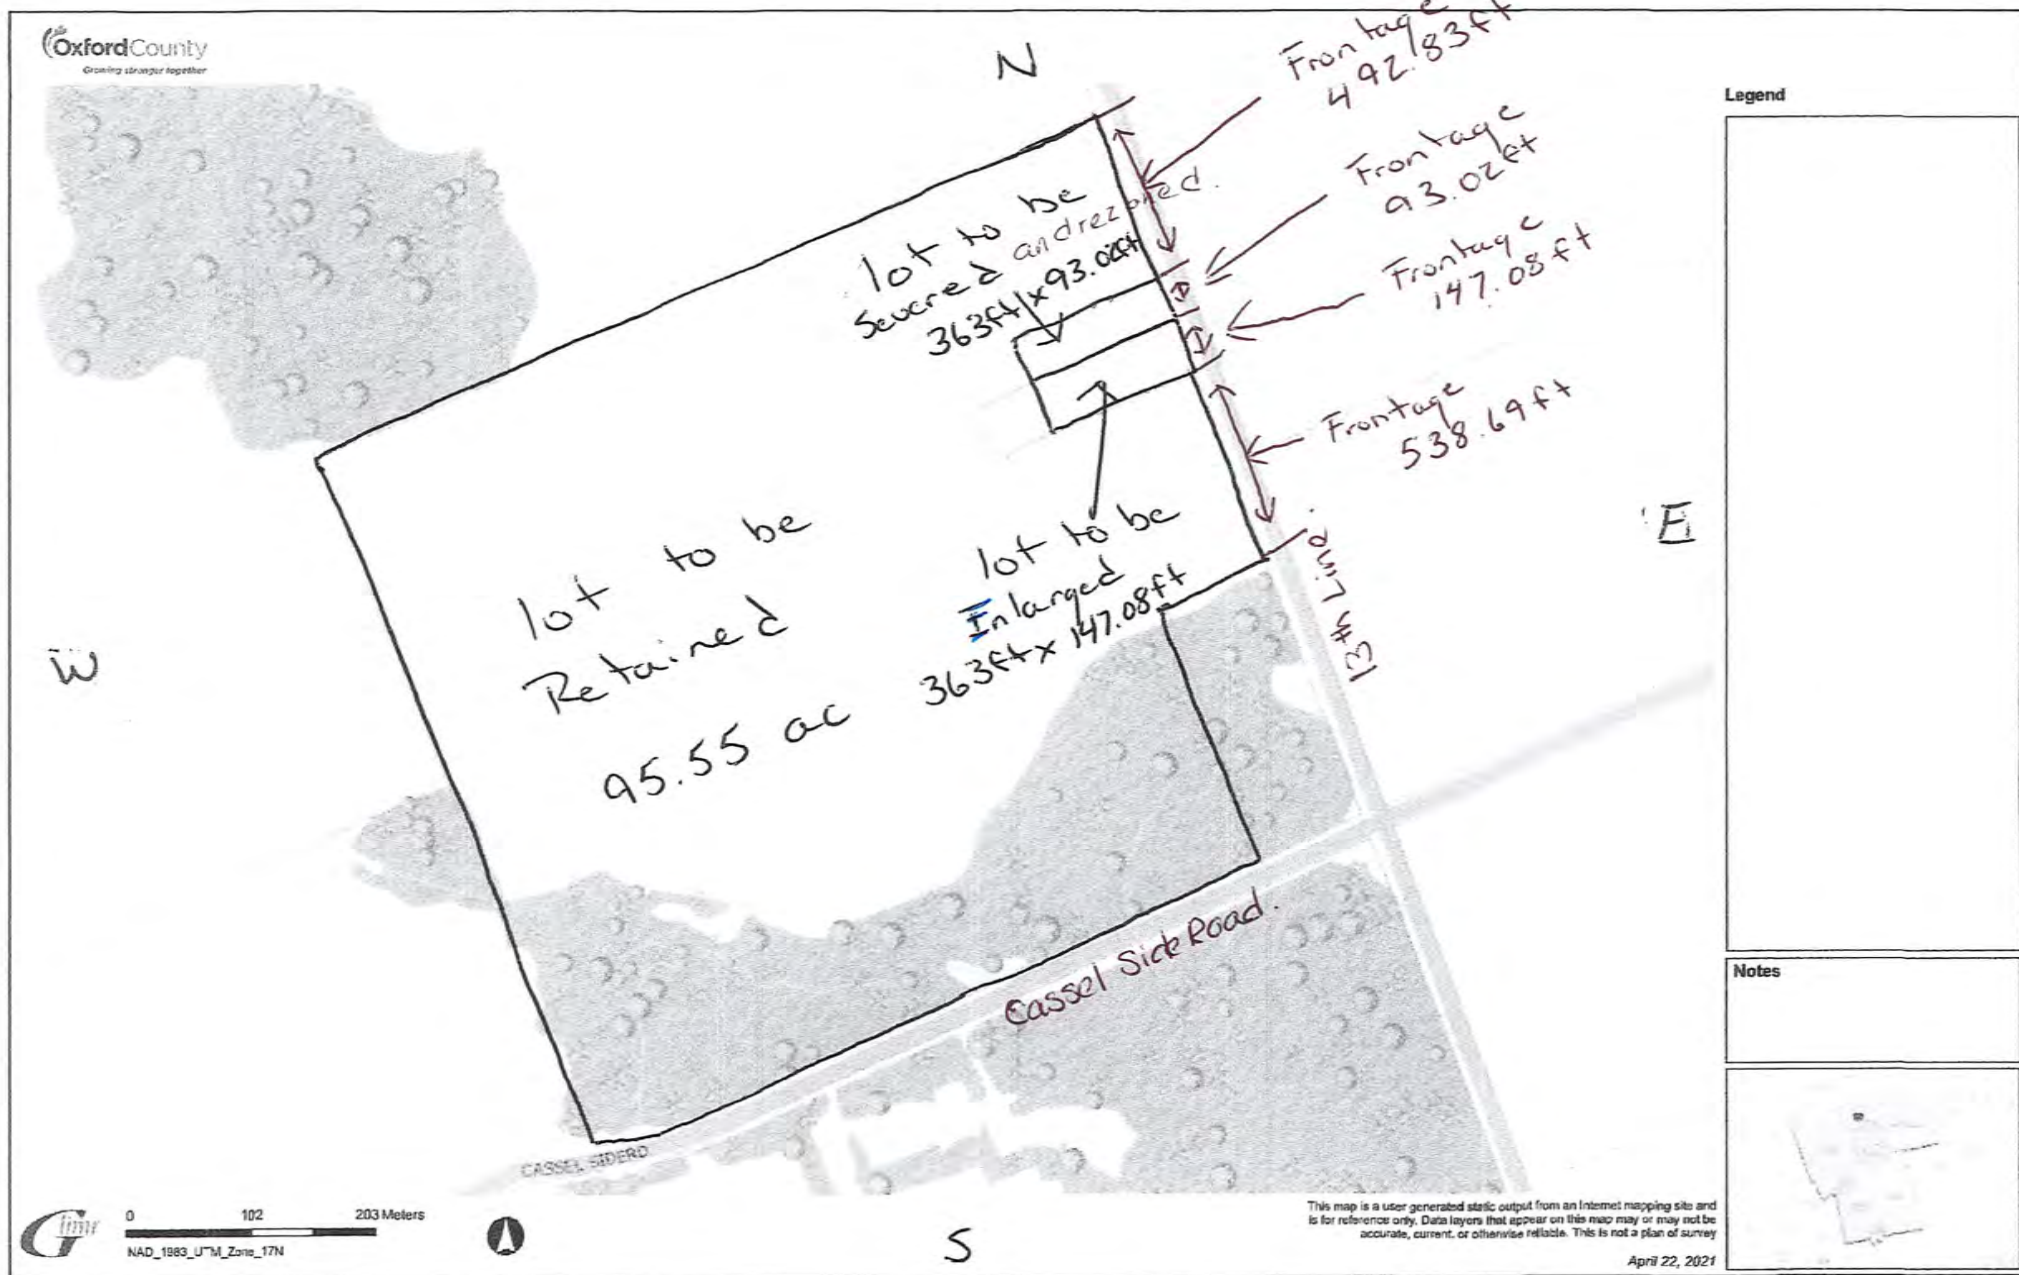 OxfordCounty
Growing stronger together
N
Frontage
492.83ft
Frontage
93.02ft
Frontage
147.08ft
Frontage
538.69ft
Legend
lot to be
Severed and rezoned.
363ft x 93.02ft
lot to be
Retained
95.55 ac
lot to be
Enlarged
363ft x 147.08ft
W
E
13th Line.
Cassel Side Road.
CASSEL SIDERD
Notes
0 102 203 Meters
NAD_1983_UTM_Zone_17N
S
This map is a user generated static output from an Internet mapping site and
is for reference only. Data layers that appear on this map may or may not be
accurate, current, or otherwise reliable. This is not a plan of survey
April 22, 2021